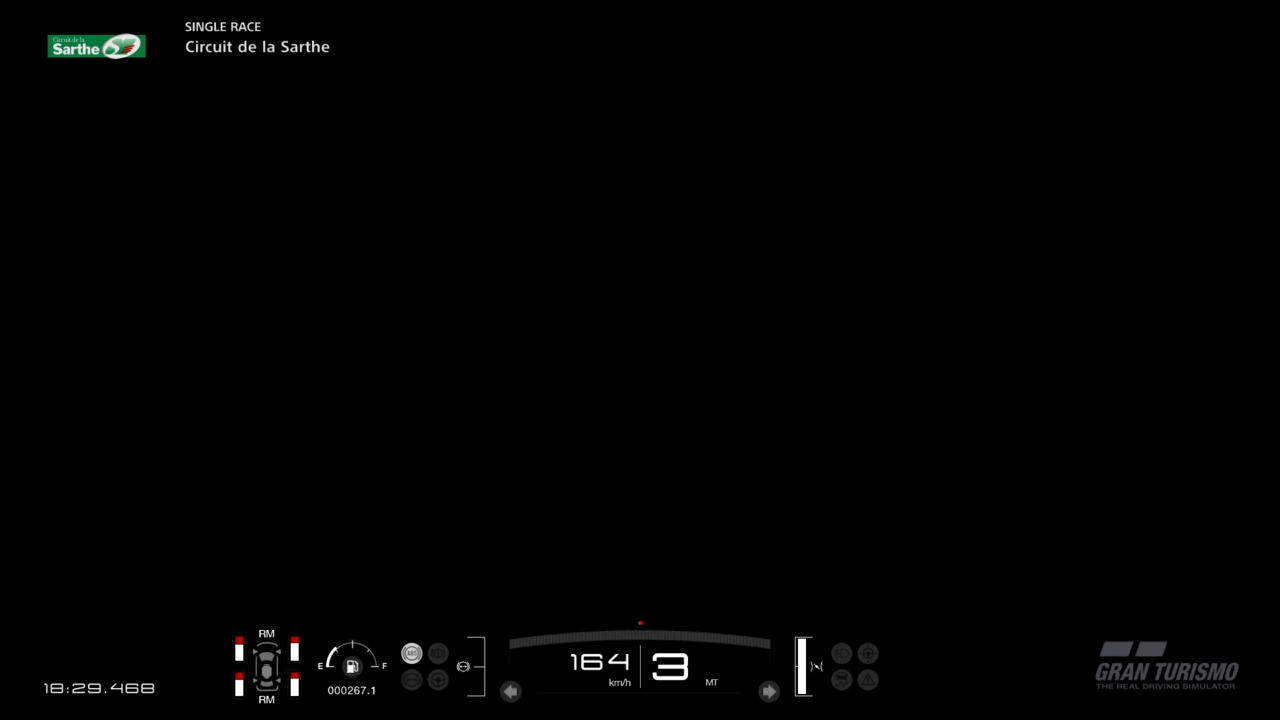 SINGLE RACE
Circuit de la Sarthe
Circuit de la
Sarthe
RM
E F
000267.1
RM
ABS
164
km/h
3
MT
18:29.468
GRAN TURISMO
THE REAL DRIVING SIMULATOR